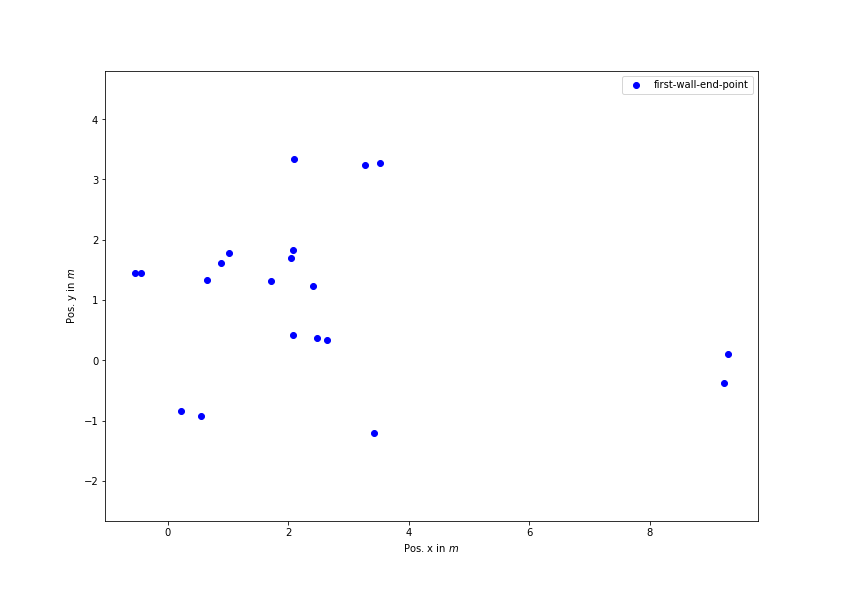 first-wall-end-point
4
3
2
1
0
−1
−2
Pos. y in m
0 2 4 6 8
Pos. x in m